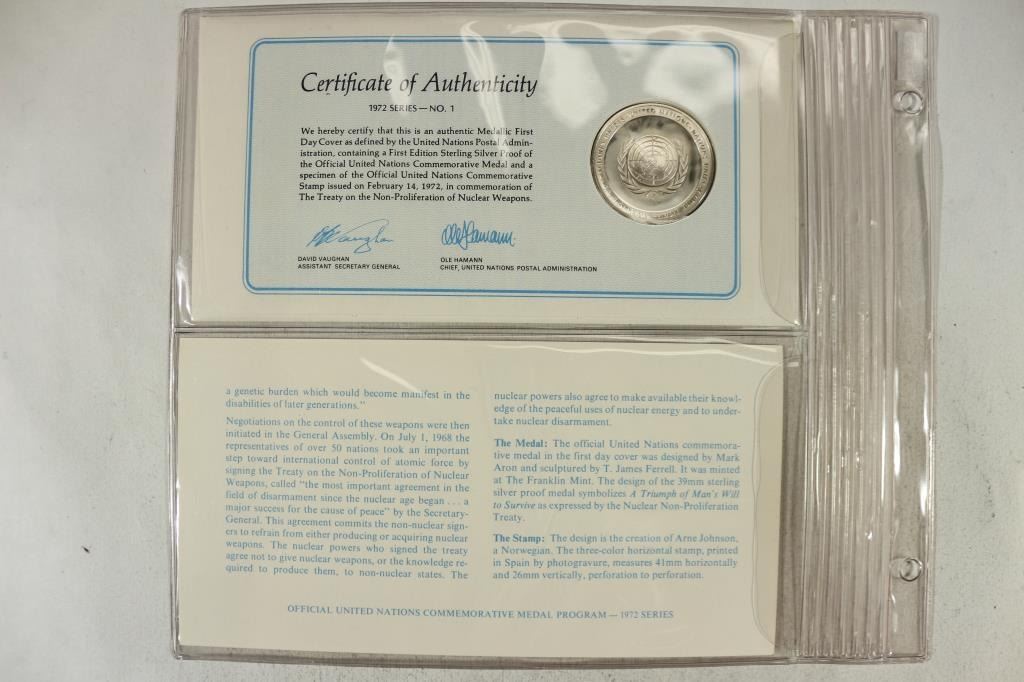 Certificate of Authenticity
1972 SERIES — NO. 1
We hereby certify that this is an authentic Medallic First
Day Cover as defined by the United Nations Postal Admin-
istration, containing a First Edition Sterling Silver Proof of
the Official United Nations Commemorative Medal and a
specimen of the Official United Nations Commemorative
Stamp issued on February 14, 1972, in commemoration of
The Treaty on the Non-Proliferation of Nuclear Weapons.
DAVID VAUGHAN
ASSISTANT SECRETARY GENERAL
OLE HAMANN
CHIEF, UNITED NATIONS POSTAL ADMINISTRATION
UNITED NATIONS
a genetic burden which would become manifest in the
disabilities of later generations."
Negotiations on the control of these weapons were then
initiated in the General Assembly. On July 1, 1968 the
representatives of over 50 nations took an important
step toward international control of atomic force by
signing the Treaty on the Non-Proliferation of Nuclear
Weapons, called "the most important agreement in the
field of disarmament since the nuclear age began . . . a
major success for the cause of peace" by the Secretary-
General. This agreement commits the non-nuclear sign-
ers to refrain from either producing or acquiring nuclear
weapons. The nuclear powers who signed the treaty
agree not to give nuclear weapons, or the knowledge re-
quired to produce them, to non-nuclear states. The
nuclear powers also agree to make available their knowl-
edge of the peaceful uses of nuclear energy and to under-
take nuclear disarmament.
The Medal: The official United Nations commemora-
tive medal in the first day cover was designed by Mark
Aron and sculptured by T. James Ferrell. It was minted
at The Franklin Mint. The design of the 39mm sterling
silver proof medal symbolizes A Triumph of Man's Will
to Survive as expressed by the Nuclear Non-Proliferation
Treaty.
The Stamp: The design is the creation of Arne Johnson,
a Norwegian. The three-color horizontal stamp, printed
in Spain by photogravure, measures 41mm horizontally
and 26mm vertically, perforation to perforation.
OFFICIAL UNITED NATIONS COMMEMORATIVE MEDAL PROGRAM — 1972 SERIES